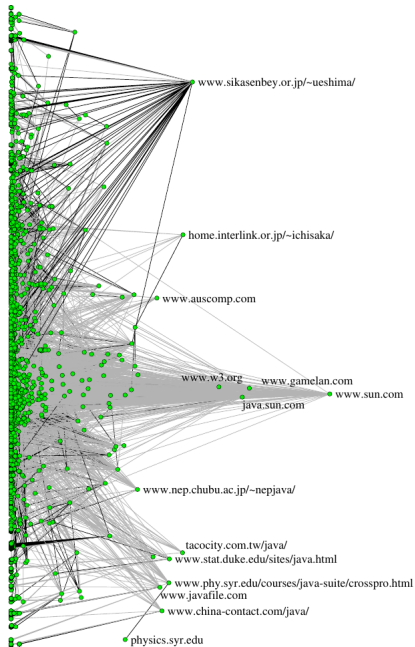 www.sikasenbey.or.jp/~ueshima/
home.interlink.or.jp/~ichisaka/
www.auscomp.com
www.w3.org
www.gamelan.com
www.sun.com
java.sun.com
www.nep.chubu.ac.jp/~nepjava/
tacocity.com.tw/java/
www.stat.duke.edu/sites/java.html
www.phy.syr.edu/courses/java-suite/crosspro.html
www.javafile.com
www.china-contact.com/java/
physics.syr.edu